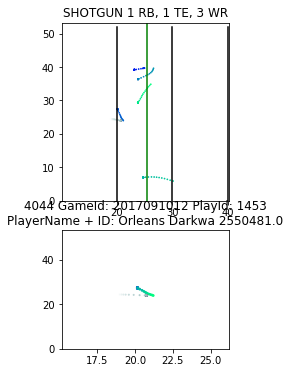 SHOTGUN 1 RB, 1 TE, 3 WR
50
40
30
20
10
0
20 30 40
4044 GameId: 2017091012 PlayId: 1453
PlayerName + ID: Orleans Darkwa 2550481.0
40
20
0
17.5 20.0 22.5 25.0